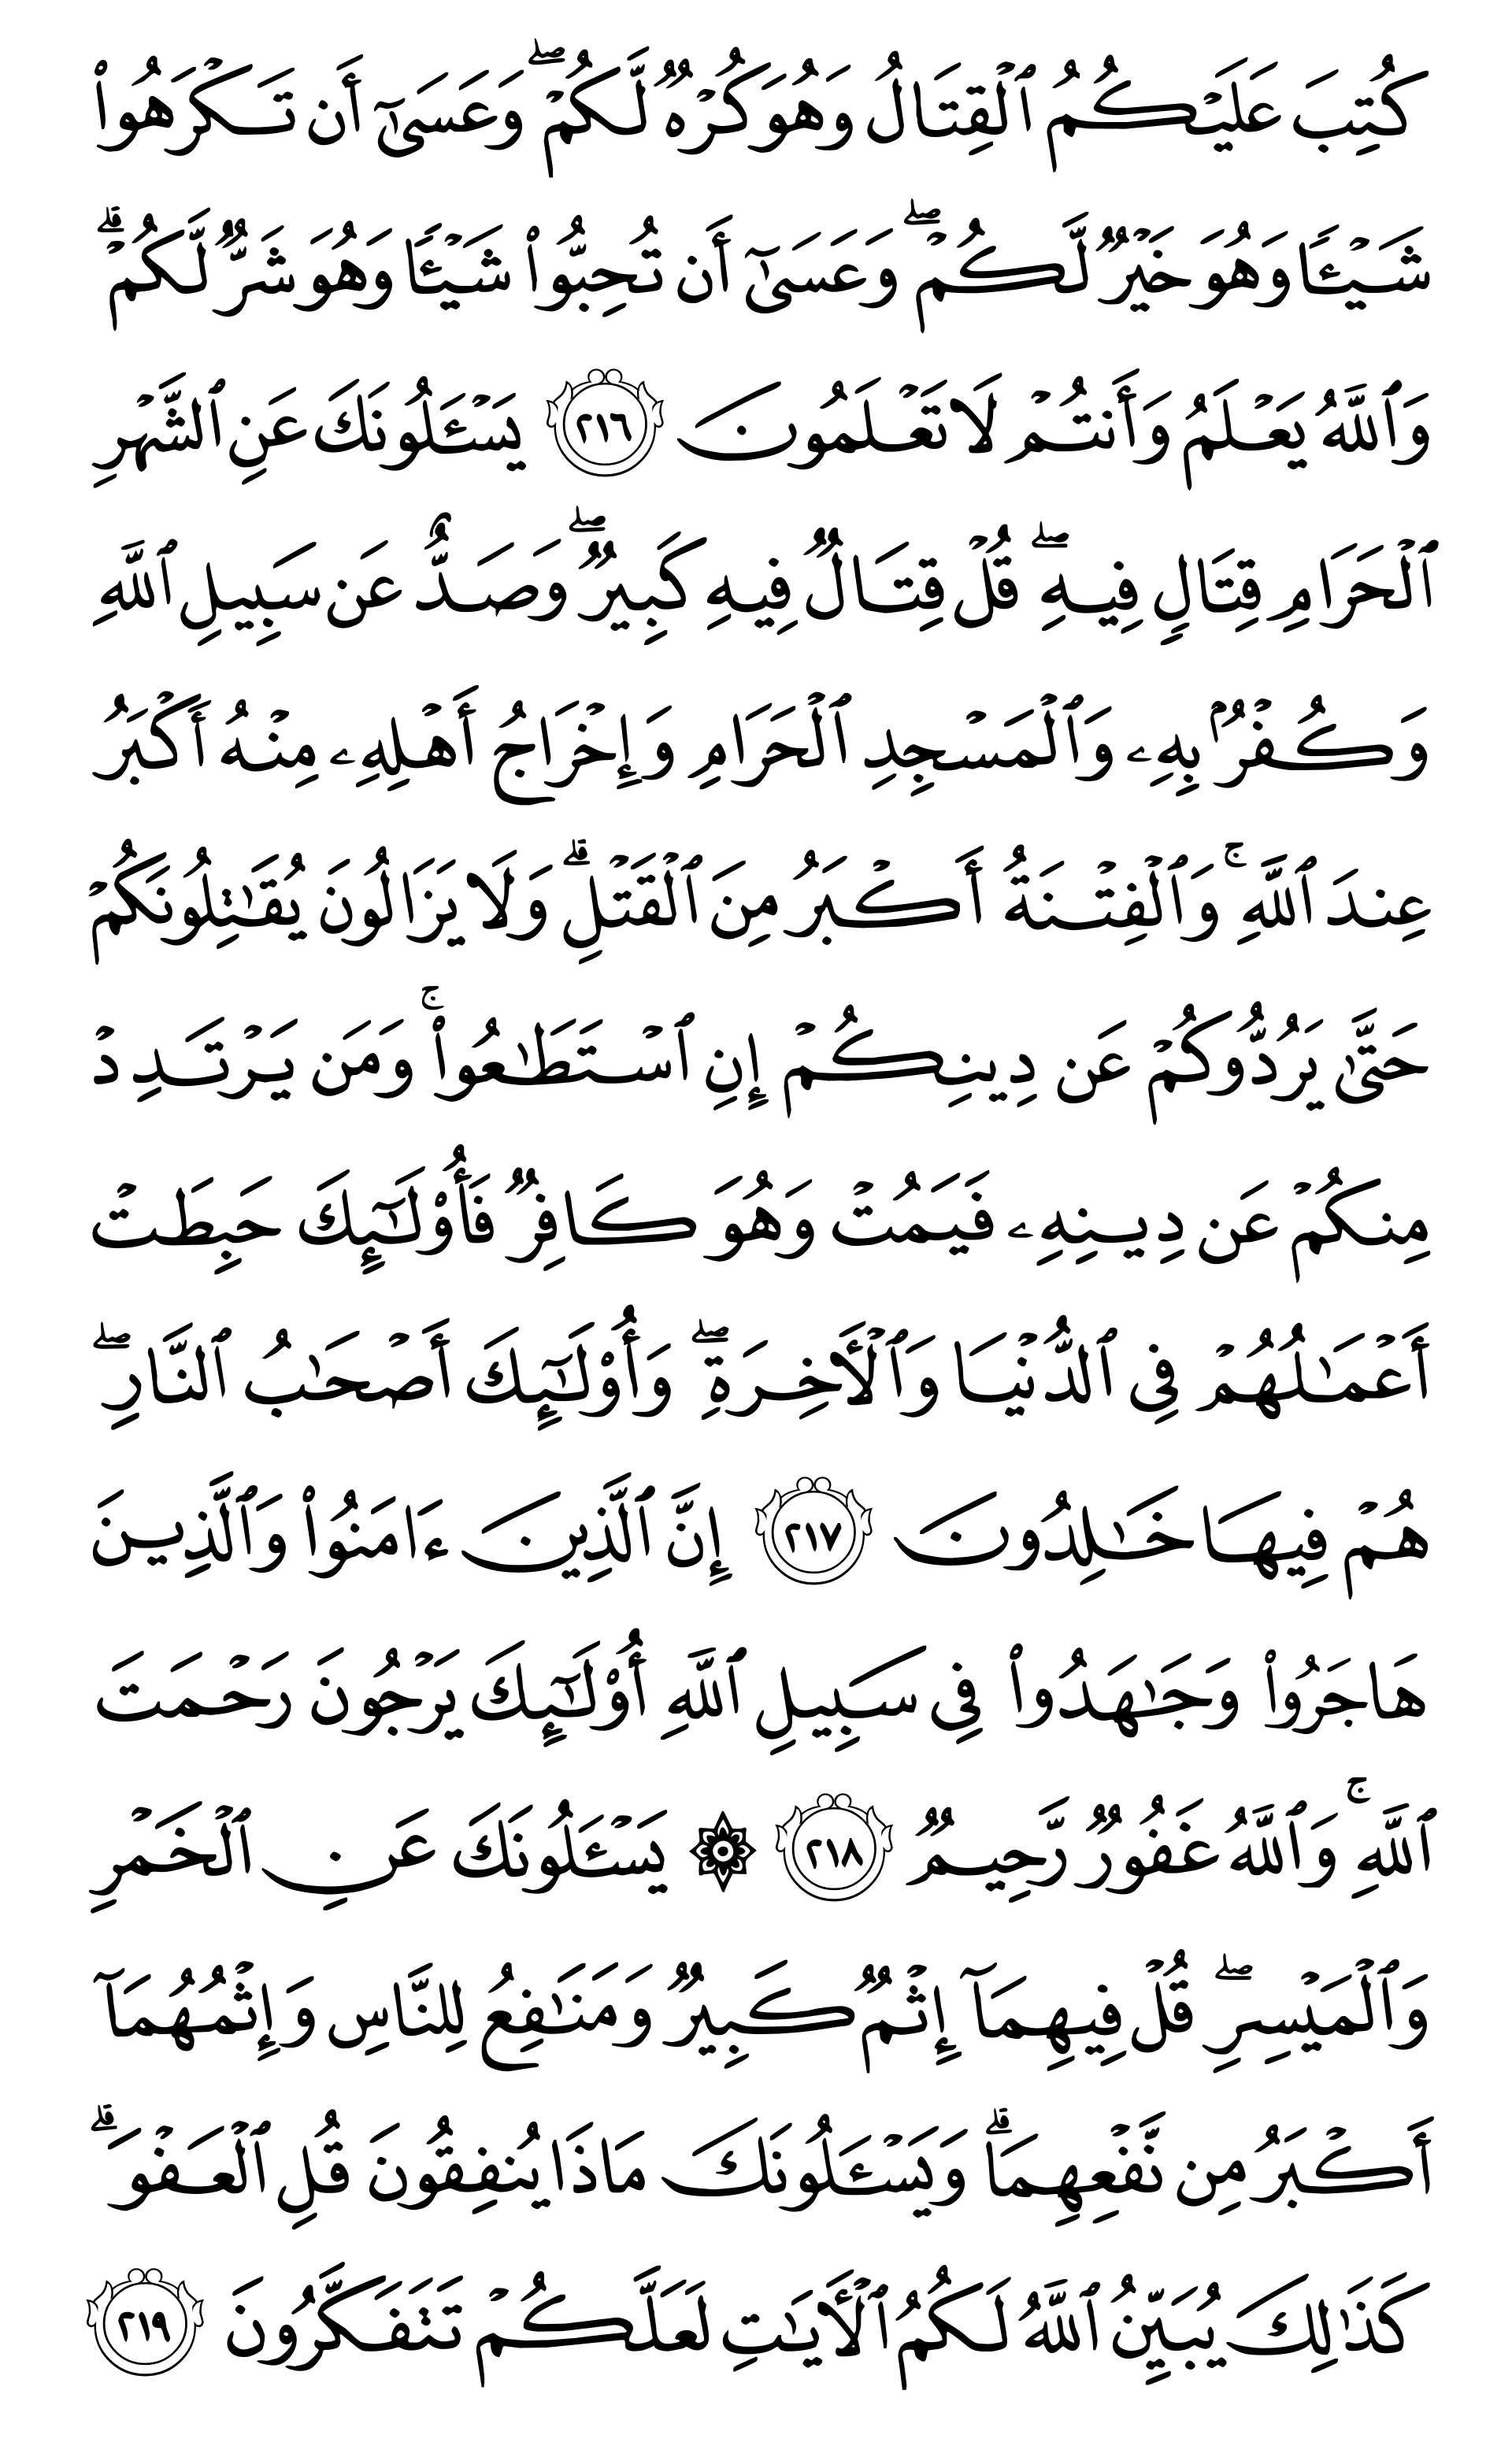 كُتِبَ عَلَيۡكُمُ ٱلۡقِتَالُ وَهُوَ كُرۡهٞ لَّكُمۡۖ وَعَسَىٰٓ أَن تَكۡرَهُواْ
شَيۡـٔٗا وَهُوَ خَيۡرٞ لَّكُمۡۖ وَعَسَىٰٓ أَن تُحِبُّواْ شَيۡـٔٗا وَهُوَ شَرّٞ لَّكُمۡۚ
وَٱللَّهُ يَعۡلَمُ وَأَنتُمۡ لَا تَعۡلَمُونَ ٢١٦ يَسۡـَٔلُونَكَ عَنِ ٱلشَّهۡرِ
ٱلۡحَرَامِ قِتَالٖ فِيهِۖ قُلۡ قِتَالٞ فِيهِ كَبِيرٞۖ وَصَدٌّ عَن سَبِيلِ ٱللَّهِ
وَكُفۡرُۢ بِهِۦ وَٱلۡمَسۡجِدِ ٱلۡحَرَامِ وَإِخۡرَاجُ أَهۡلِهِۦ مِنۡهُ أَكۡبَرُ
عِندَ ٱللَّهِۚ وَٱلۡفِتۡنَةُ أَكۡبَرُ مِنَ ٱلۡقَتۡلِۗ وَلَا يَزَالُونَ يُقَٰتِلُونَكُمۡ
حَتَّىٰ يَرُدُّوكُمۡ عَن دِينِكُمۡ إِنِ ٱسۡتَطَٰعُواْۚ وَمَن يَرۡتَدِدۡ
مِنكُمۡ عَن دِينِهِۦ فَيَمُتۡ وَهُوَ كَافِرٞ فَأُوْلَٰٓئِكَ حَبِطَتۡ
أَعۡمَٰلُهُمۡ فِي ٱلدُّنۡيَا وَٱلۡأٓخِرَةِۖ وَأُوْلَٰٓئِكَ أَصۡحَٰبُ ٱلنَّارِۖ
هُمۡ فِيهَا خَٰلِدُونَ ٢١٧ إِنَّ ٱلَّذِينَ ءَامَنُواْ وَٱلَّذِينَ
هَاجَرُواْ وَجَٰهَدُواْ فِي سَبِيلِ ٱللَّهِ أُوْلَٰٓئِكَ يَرۡجُونَ رَحۡمَتَ
ٱللَّهِۚ وَٱللَّهُ غَفُورٞ رَّحِيمٞ ٢١٨ ۞ يَسۡـَٔلُونَكَ عَنِ ٱلۡخَمۡرِ
وَٱلۡمَيۡسِرِۖ قُلۡ فِيهِمَآ إِثۡمٞ كَبِيرٞ وَمَنَٰفِعُ لِلنَّاسِ وَإِثۡمُهُمَآ
أَكۡبَرُ مِن نَّفۡعِهِمَاۗ وَيَسۡـَٔلُونَكَ مَاذَا يُنفِقُونَ قُلِ ٱلۡعَفۡوَۗ
كَذَٰلِكَ يُبَيِّنُ ٱللَّهُ لَكُمُ ٱلۡأٓيَٰتِ لَعَلَّكُمۡ تَتَفَكَّرُونَ ٢١٩